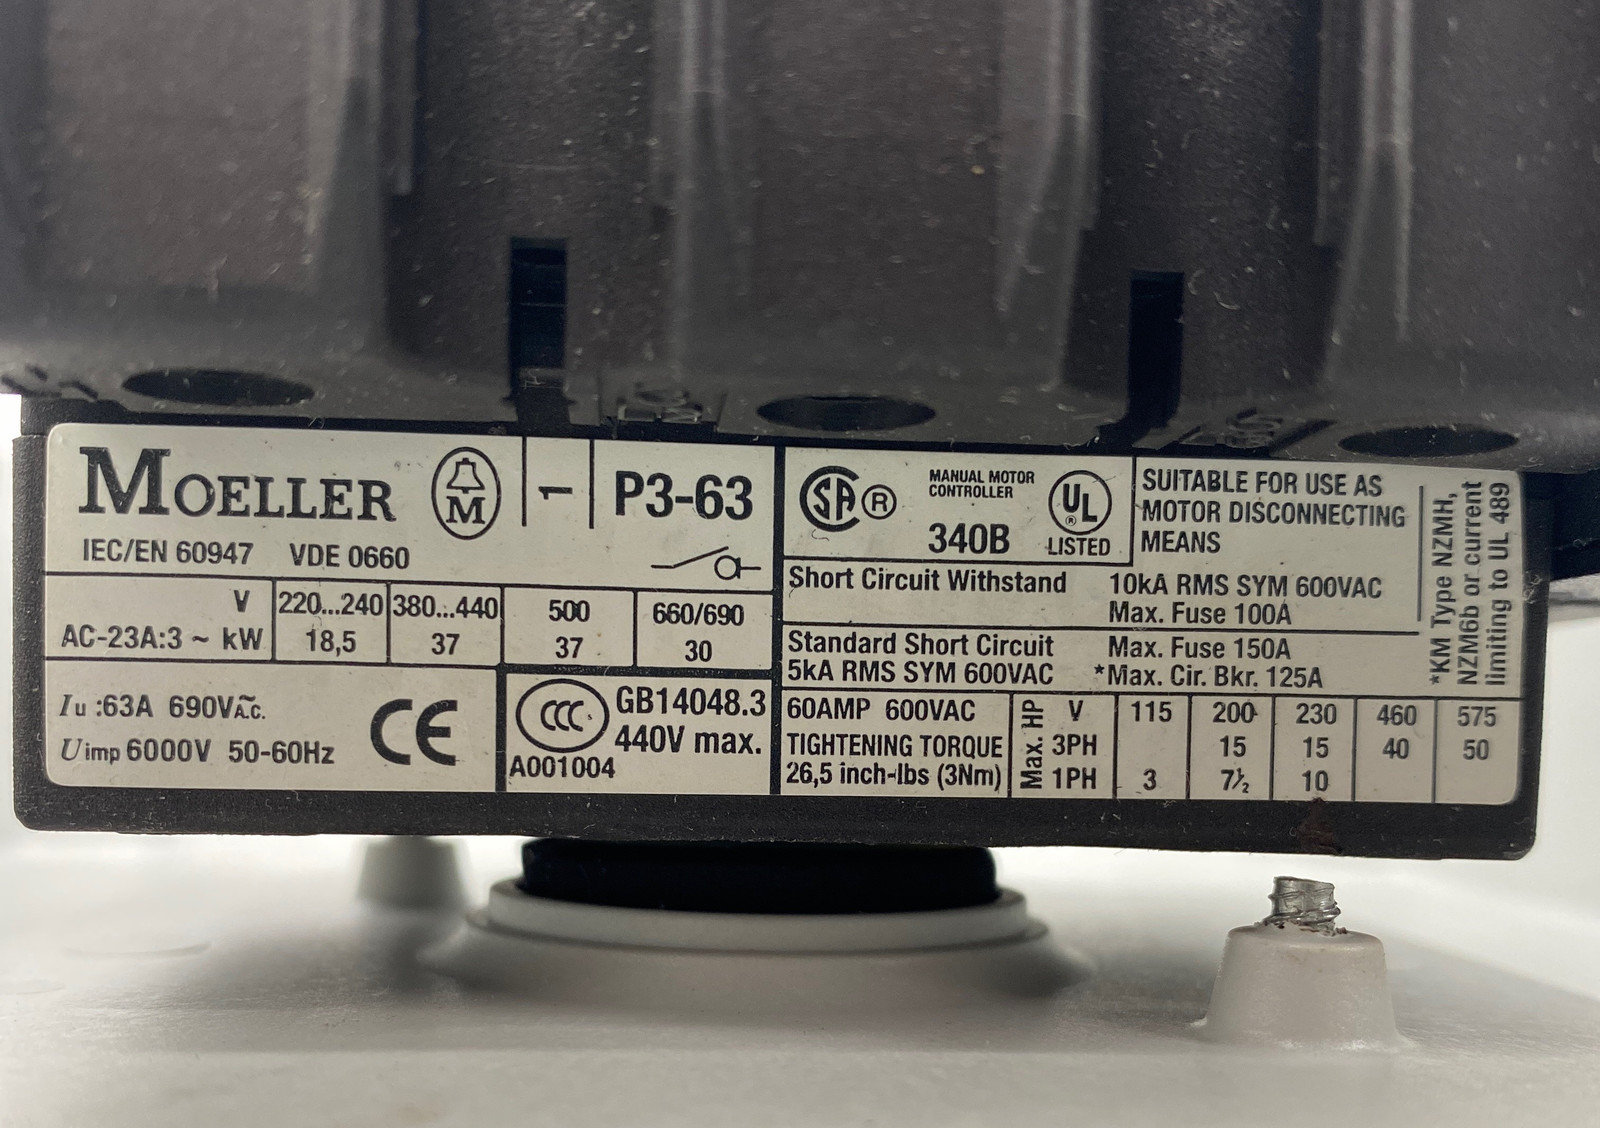 MOELLER
M
1
P3-63
IEC/EN 60947 VDE 0660
V 220...240 380...440 500 660/690
AC-23A:3 ~ kW 18,5 37 37 30
Iu :63A 690V A.C.
Uimp 6000V 50-60Hz
CE
CCC
A001004
GB14048.3
440V max.
SA ®
MANUAL MOTOR
CONTROLLER
340B
UL
®
LISTED
SUITABLE FOR USE AS
MOTOR DISCONNECTING
MEANS
Short Circuit Withstand 10kA RMS SYM 600VAC
Max. Fuse 100A
Standard Short Circuit Max. Fuse 150A
5kA RMS SYM 600VAC *Max. Cir. Bkr. 125A
*KM Type NZMH,
NZM6b or current
limiting to UL 489
60AMP 600VAC
TIGHTENING TORQUE
26,5 inch-lbs (3Nm)
Max. HP
V 115 200 230 460 575
3PH 15 15 40 50
1PH 3 7½ 10